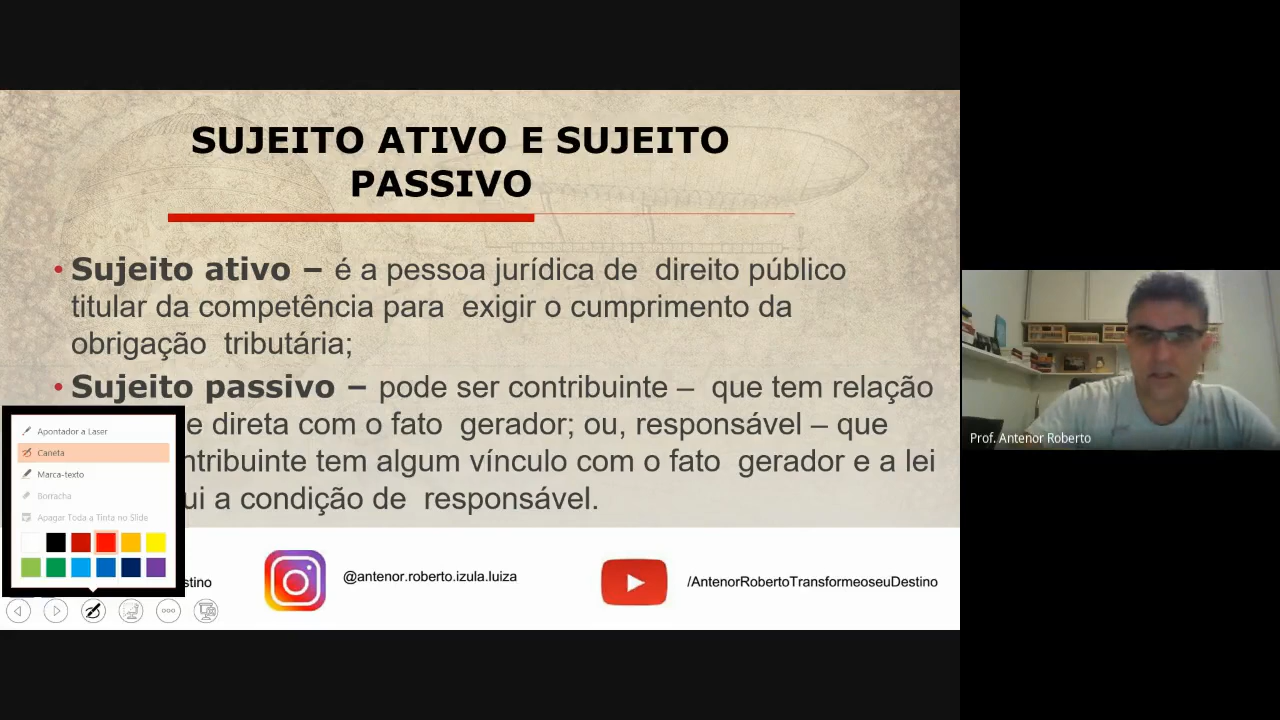 SUJEITO ATIVO E SUJEITO
PASSIVO
• Sujeito ativo – é a pessoa jurídica de direito público
titular da competência para exigir o cumprimento da
obrigação tributária;
• Sujeito passivo – pode ser contribuinte – que tem relação
e direta com o fato gerador; ou, responsável – que
ntribuinte tem algum vínculo com o fato gerador e a lei
ui a condição de responsável.
Apontador a Laser
Caneta
Marca-texto
Borracha
Apagar Toda a Tinta no Slide
stino
@antenor.roberto.izula.luiza
/AntenorRobertoTransformeoseuDestino
Prof. Antenor Roberto